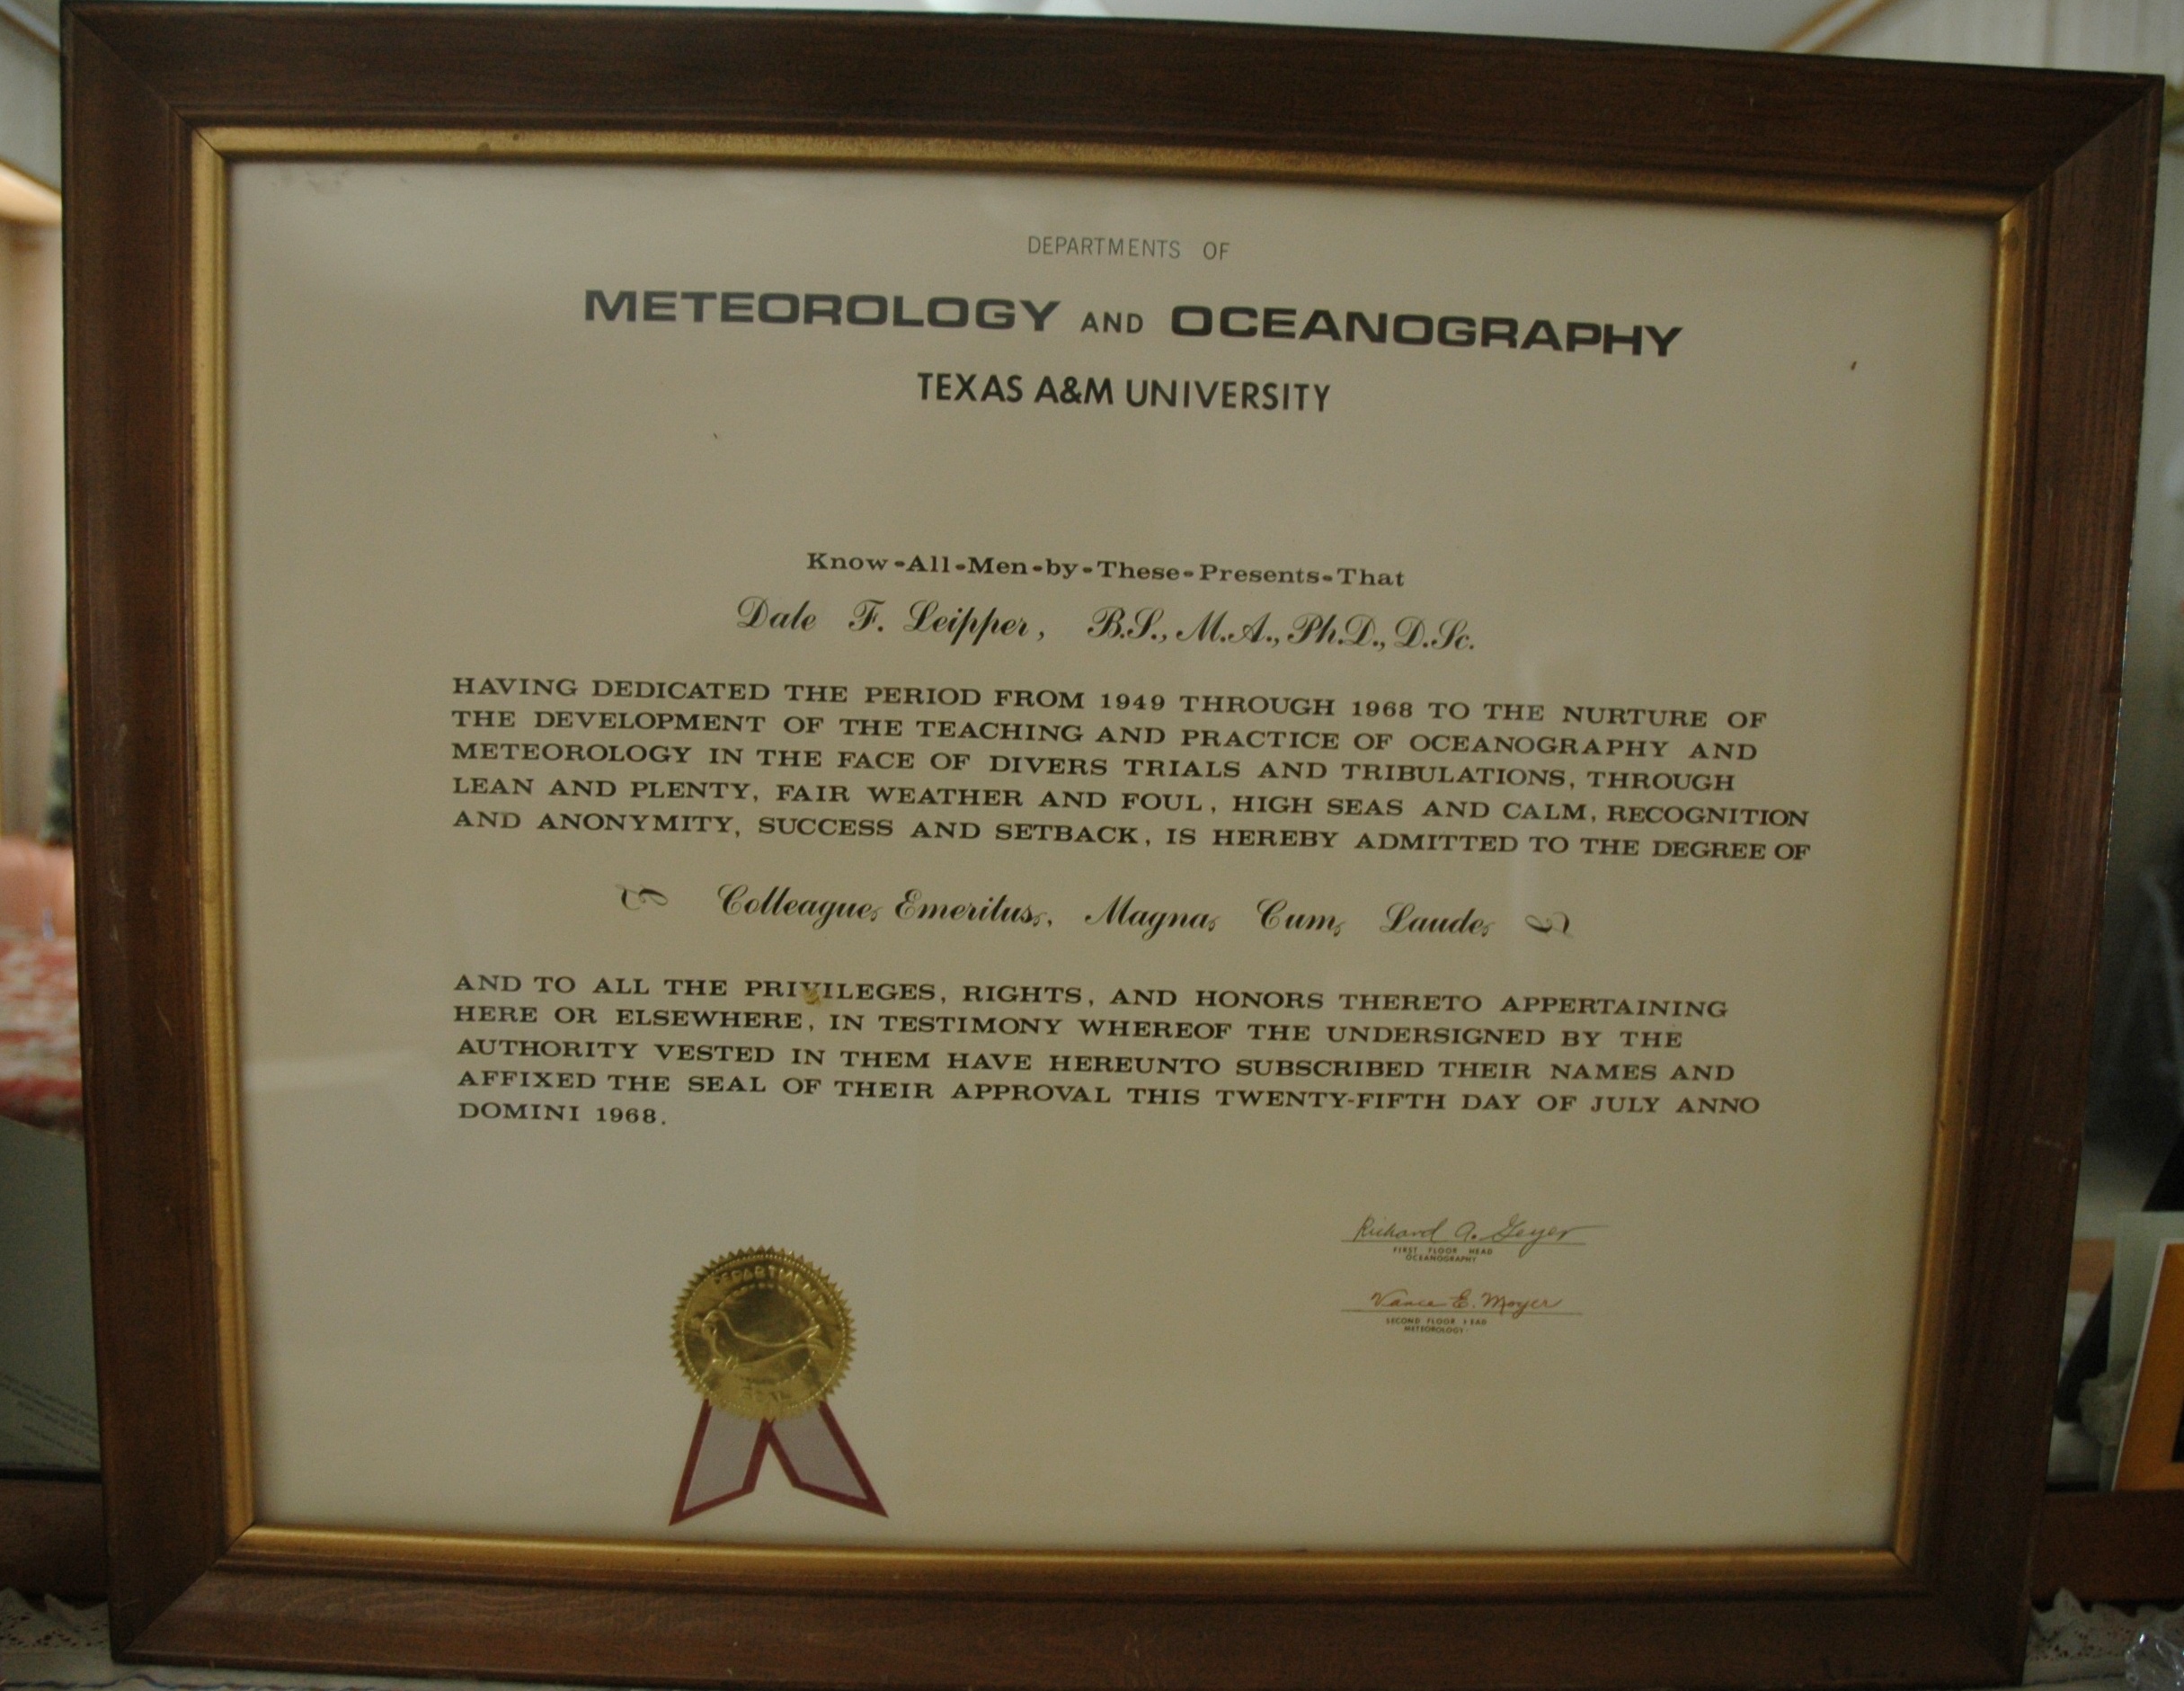 DEPARTMENTS OF
METEOROLOGY AND OCEANOGRAPHY
TEXAS A&M UNIVERSITY
Know-All-Men-by-These-Presents-That
Dale F. Leipper, B.S., M.A., Ph.D., D.Sc.
HAVING DEDICATED THE PERIOD FROM 1949 THROUGH 1968 TO THE NURTURE OF
THE DEVELOPMENT OF THE TEACHING AND PRACTICE OF OCEANOGRAPHY AND
METEOROLOGY IN THE FACE OF DIVERS TRIALS AND TRIBULATIONS, THROUGH
LEAN AND PLENTY, FAIR WEATHER AND FOUL, HIGH SEAS AND CALM, RECOGNITION
AND ANONYMITY, SUCCESS AND SETBACK, IS HEREBY ADMITTED TO THE DEGREE OF
Colleague Emeritus, Magna Cum Laude
AND TO ALL THE PRIVILEGES, RIGHTS, AND HONORS THERETO APPERTAINING
HERE OR ELSEWHERE, IN TESTIMONY WHEREOF THE UNDERSIGNED BY THE
AUTHORITY VESTED IN THEM HAVE HEREUNTO SUBSCRIBED THEIR NAMES AND
AFFIXED THE SEAL OF THEIR APPROVAL THIS TWENTY-FIFTH DAY OF JULY ANNO
DOMINI 1968.
Richard A. Geyer
FIRST FLOOR HEAD
OCEANOGRAPHY
Vance E. Moyer
SECOND FLOOR HEAD
METEOROLOGY
DEPARTMENT
SEAL